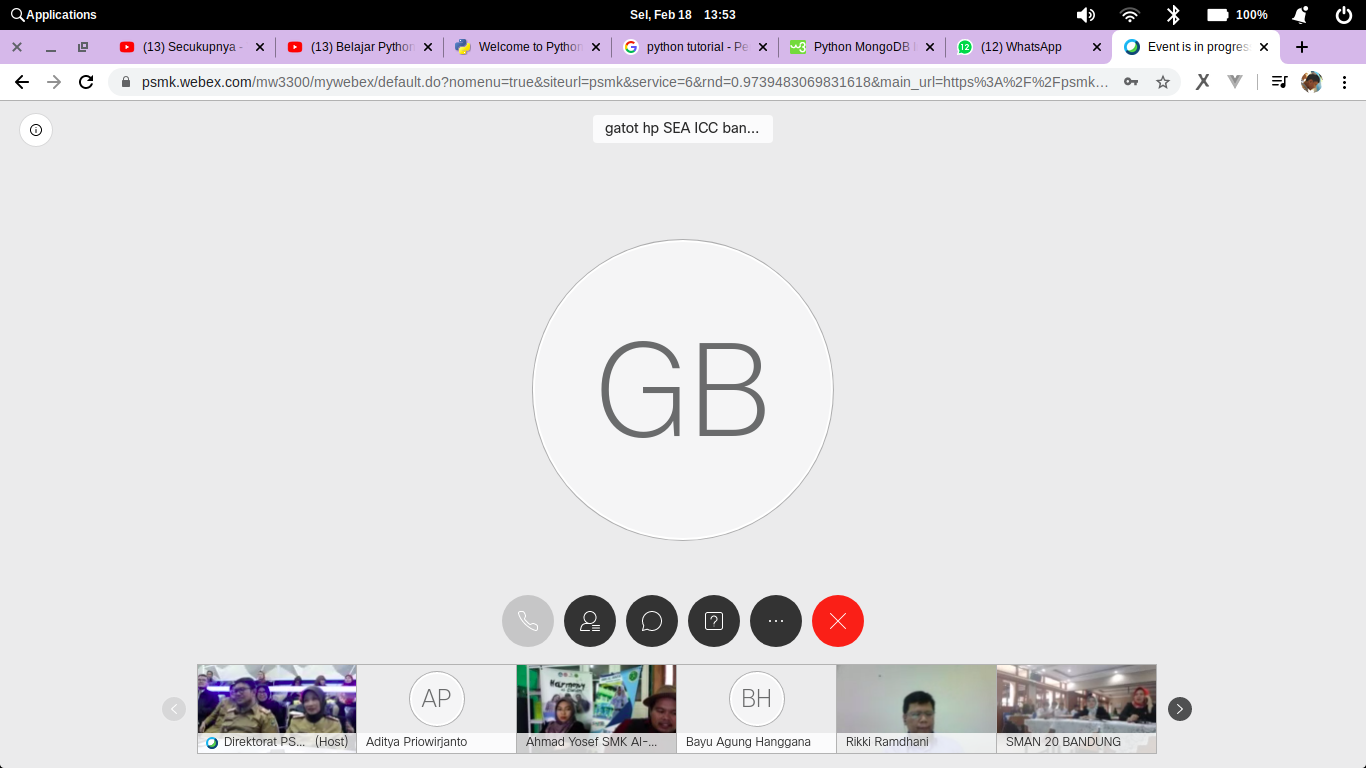 Applications
Sel, Feb 18 13:53
100%
(13) Secukupnya -
(13) Belajar Python
Welcome to Python
python tutorial - Pe
Python MongoDB
(12) WhatsApp
Event is in progres
psmk.webex.com/mw3300/mywebex/default.do?nomenu=true&siteurl=psmk&service=6&rnd=0.9739483069831618&main_url=https%3A%2F%2Fpsmk...
gatot hp SEA ICC ban...
GB
AP
BH
Direktorat PS... (Host)
Aditya Priowirjanto
Ahmad Yosef SMK Al-...
Bayu Agung Hanggana
Rikki Ramdhani
SMAN 20 BANDUNG